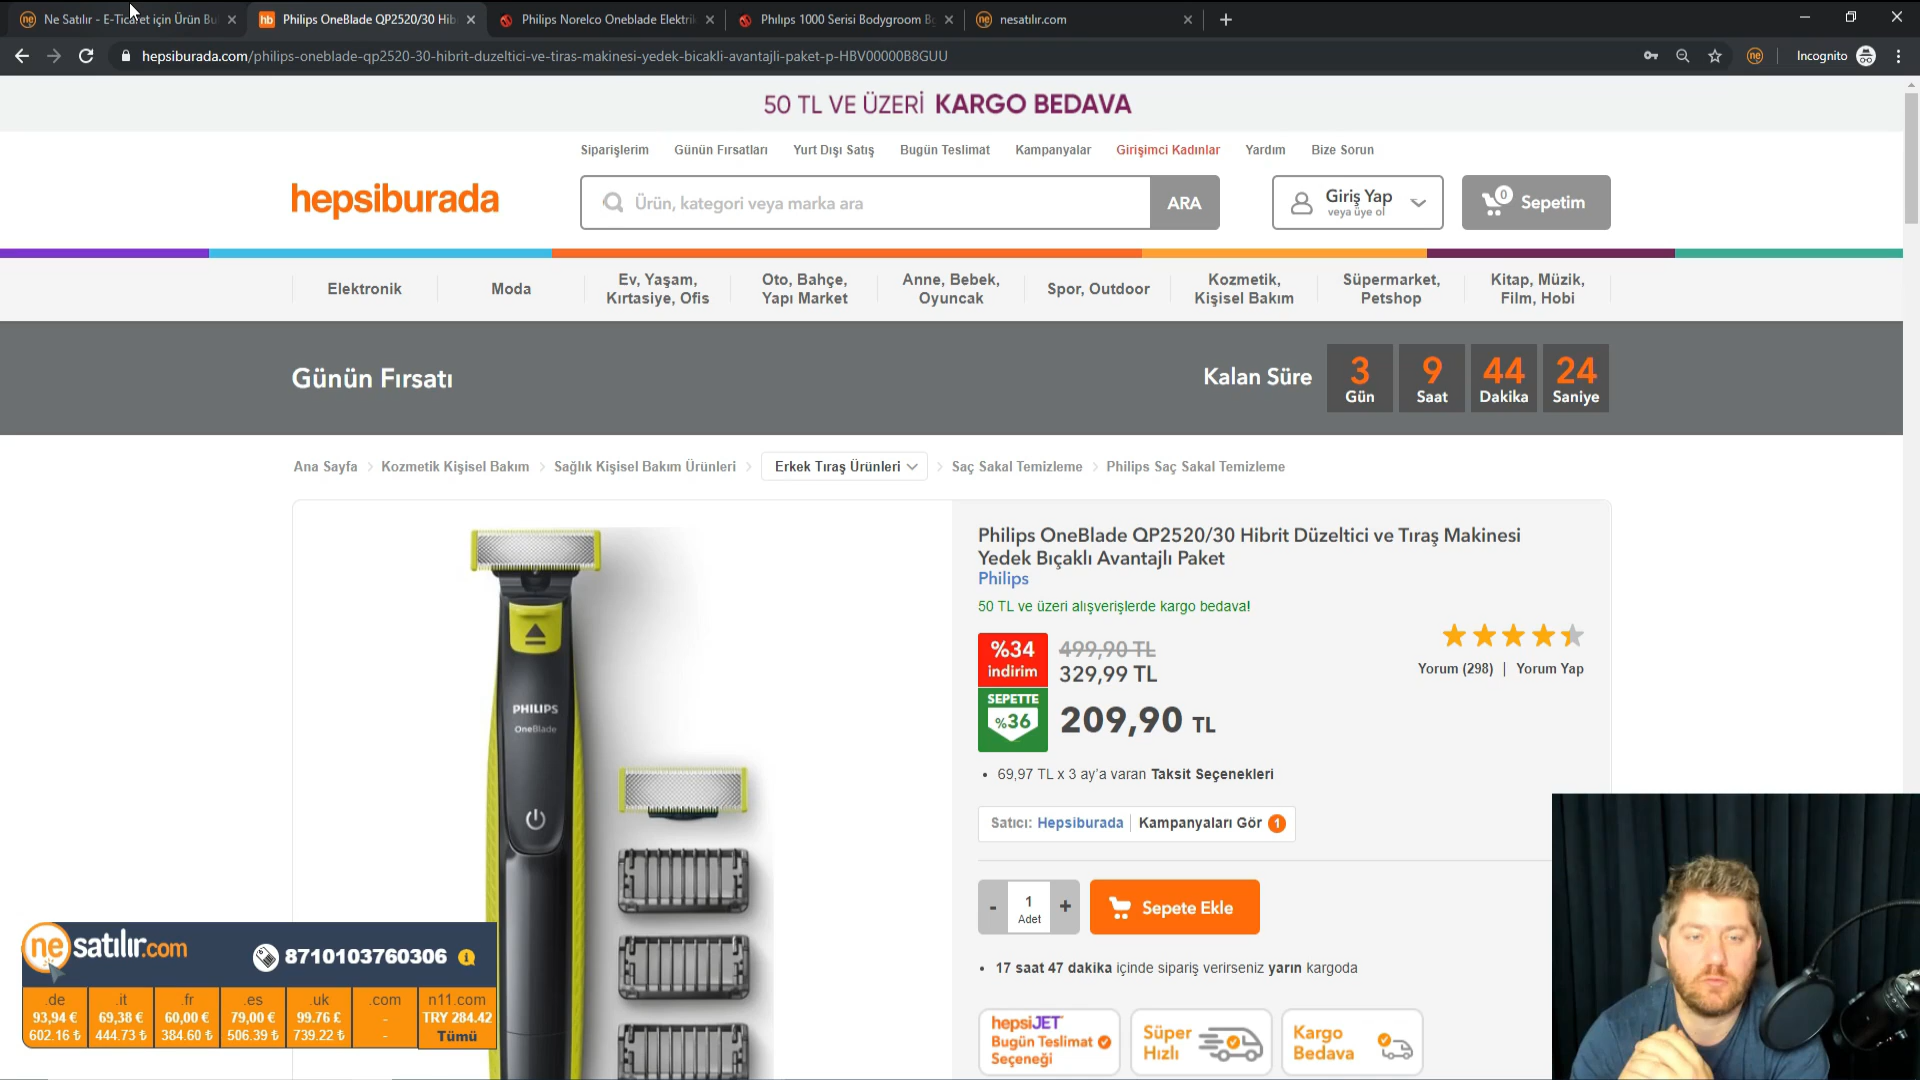 Ne Satılır - E-Ticaret için Ürün Bu
Philips OneBlade QP2520/30 Hib
Philips Norelco Oneblade Elektrik
Philips 1000 Serisi Bodygroom B
nesatılır.com
hepsiburada.com/philips-oneblade-qp2520-30-hibrit-duzeltici-ve-tiras-makinesi-yedek-bicakli-avantajli-paket-p-HBV00000B8GUU
Incognito
50 TL VE ÜZERİ KARGO BEDAVA
Siparişlerim
Günün Fırsatları
Yurt Dışı Satış
Bugün Teslimat
Kampanyalar
Girişimci Kadınlar
Yardım
Bize Sorun
hepsiburada
Ürün, kategori veya marka ara
ARA
Giriş Yap
veya üye ol
0
Sepetim
Elektronik
Moda
Ev, Yaşam,
Kırtasiye, Ofis
Oto, Bahçe,
Yapı Market
Anne, Bebek,
Oyuncak
Spor, Outdoor
Kozmetik,
Kişisel Bakım
Süpermarket,
Petshop
Kitap, Müzik,
Film, Hobi
Günün Fırsatı
Kalan Süre
3
Gün
9
Saat
44
Dakika
24
Saniye
Ana Sayfa
Kozmetik Kişisel Bakım
Sağlık Kişisel Bakım Ürünleri
Erkek Tıraş Ürünleri
Saç Sakal Temizleme
Philips Saç Sakal Temizleme
PHILIPS
OneBlade
Philips OneBlade QP2520/30 Hibrit Düzeltici ve Tıraş Makinesi
Yedek Bıçaklı Avantajlı Paket
Philips
50 TL ve üzeri alışverişlerde kargo bedava!
%34
indirim
499,90 TL
329,99 TL
SEPETTE
%36
209,90 TL
Yorum (298) | Yorum Yap
• 69,97 TL x 3 ay'a varan Taksit Seçenekleri
Satıcı: Hepsiburada
Kampanyaları Gör 1
- 1 +
Adet
Sepete Ekle
• 17 saat 47 dakika içinde sipariş verirseniz yarın kargoda
hepsiJET
Bugün Teslimat
Seçeneği
Süper
Hızlı
Kargo
Bedava
ne satılır.com
8710103760306
.de
93,94 €
602.16 ₺
.it
69,38 €
444.73 ₺
.fr
60,00 €
384.60 ₺
.es
79,00 €
506.39 ₺
.uk
99.76 £
739.22 ₺
.com
-
-
n11.com
TRY 284.42
Tümü